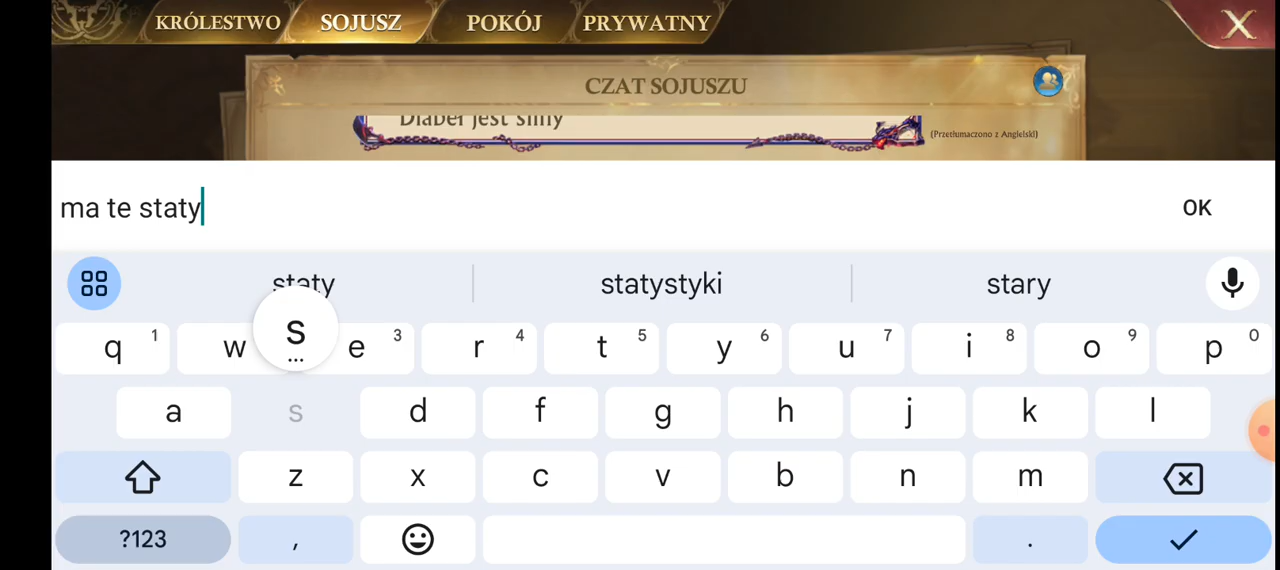 KRÓLESTWO SOJUSZ POKÓJ PRYWATNY X
CZAT SOJUSZU
Diabeł jest silny
(Przetłumaczono z Angielski)
ma te staty OK
staty statystyki stary
s
q 1 w e 3 r 4 t 5 y 6 u 7 i 8 o 9 p 0
a s d f g h j k l
z x c v b n m
?123 , .